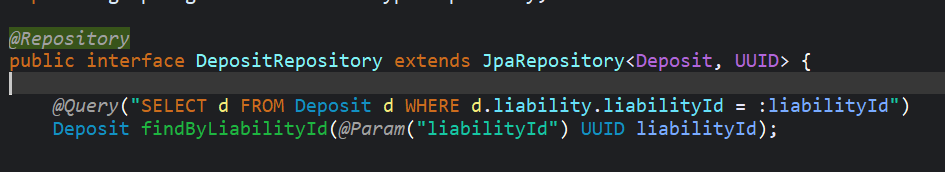 @Repository
public interface DepositRepository extends JpaRepository<Deposit, UUID> {
@Query("SELECT d FROM Deposit d WHERE d.liability.liabilityId = :liabilityId")
Deposit findByLiabilityId(@Param("liabilityId") UUID liabilityId);